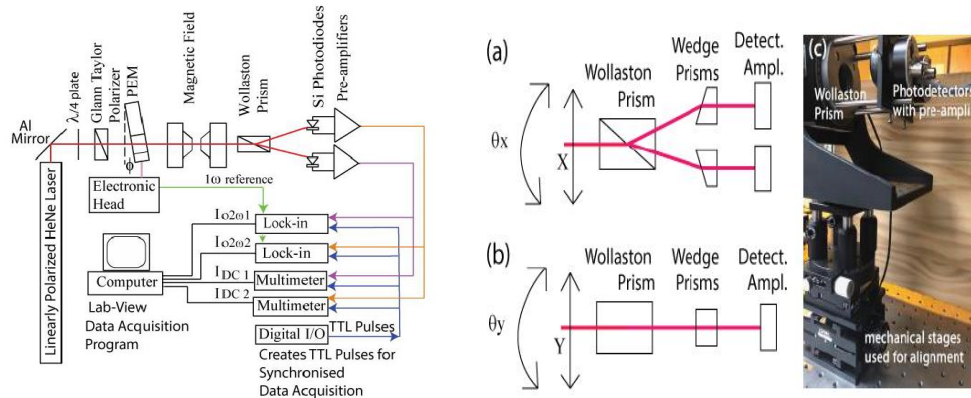 Linearly Polarized HeNe Laser
Al
Mirror
λ/4 plate
Glann Taylor
Polarizer
PEM
ϕ
Magnetic Field
Wollaston
Prism
Si Photodiodes
Pre-amplifiers
Electronic
Head
1ω reference
Io2ω1
Lock-in
Io2ω2
Lock-in
IDC 1
Multimeter
IDC 2
Multimeter
Computer
Lab-View
Data Acquisition
Program
Digital I/O
TTL Pulses
Creates TTL Pulses for
Synchronised
Data Acquisition
(a)
Wollaston
Prism
Wedge
Prisms
Detect.
Ampl.
θx
X
(b)
Wollaston
Prism
Wedge
Prisms
Detect.
Ampl.
θy
Y
(c)
Wollaston
Prism
Photodetectors
with pre-ampli
mechanical stages
used for alignment